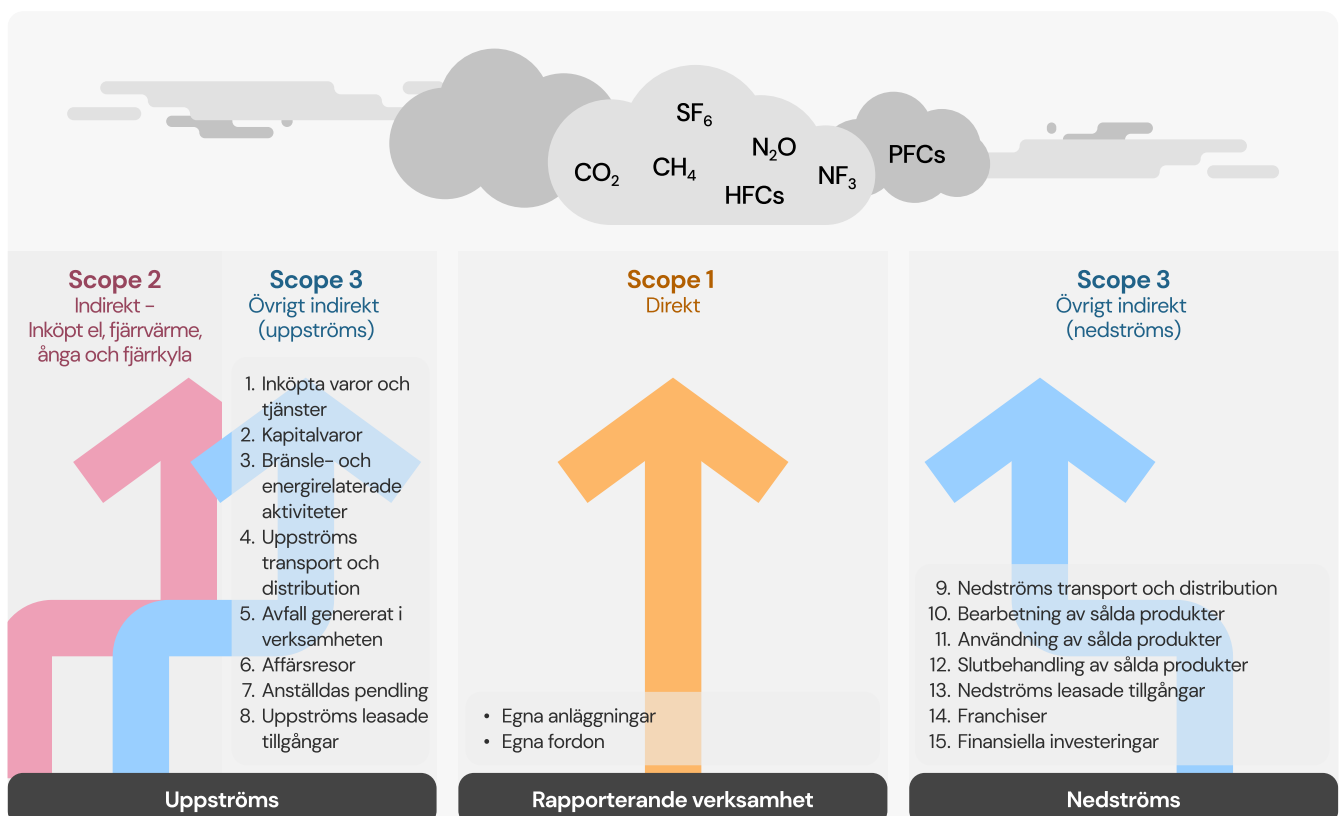 SF₆
N₂O
PFCs
CO₂
CH₄
NF₃
HFCs
Scope 2
Indirekt –
Inköpt el, fjärrvärme,
ånga och fjärrkyla
Scope 3
Övrigt indirekt
(uppströms)
1. Inköpta varor och
tjänster
2. Kapitalvaror
3. Bränsle- och
energirelaterade
aktiviteter
4. Uppströms
transport och
distribution
5. Avfall genererat i
verksamheten
6. Affärsresor
7. Anställdas pendling
8. Uppströms leasade
tillgångar
Uppströms
Scope 1
Direkt
• Egna anläggningar
• Egna fordon
Rapporterande verksamhet
Scope 3
Övrigt indirekt
(nedströms)
9. Nedströms transport och distribution
10. Bearbetning av sålda produkter
11. Användning av sålda produkter
12. Slutbehandling av sålda produkter
13. Nedströms leasade tillgångar
14. Franchiser
15. Finansiella investeringar
Nedströms